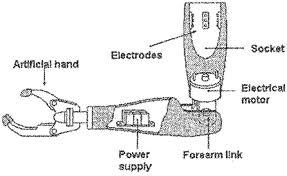 Electrodes
Socket
Artificial hand
Electrical
motor
Power
supply
Forearm link